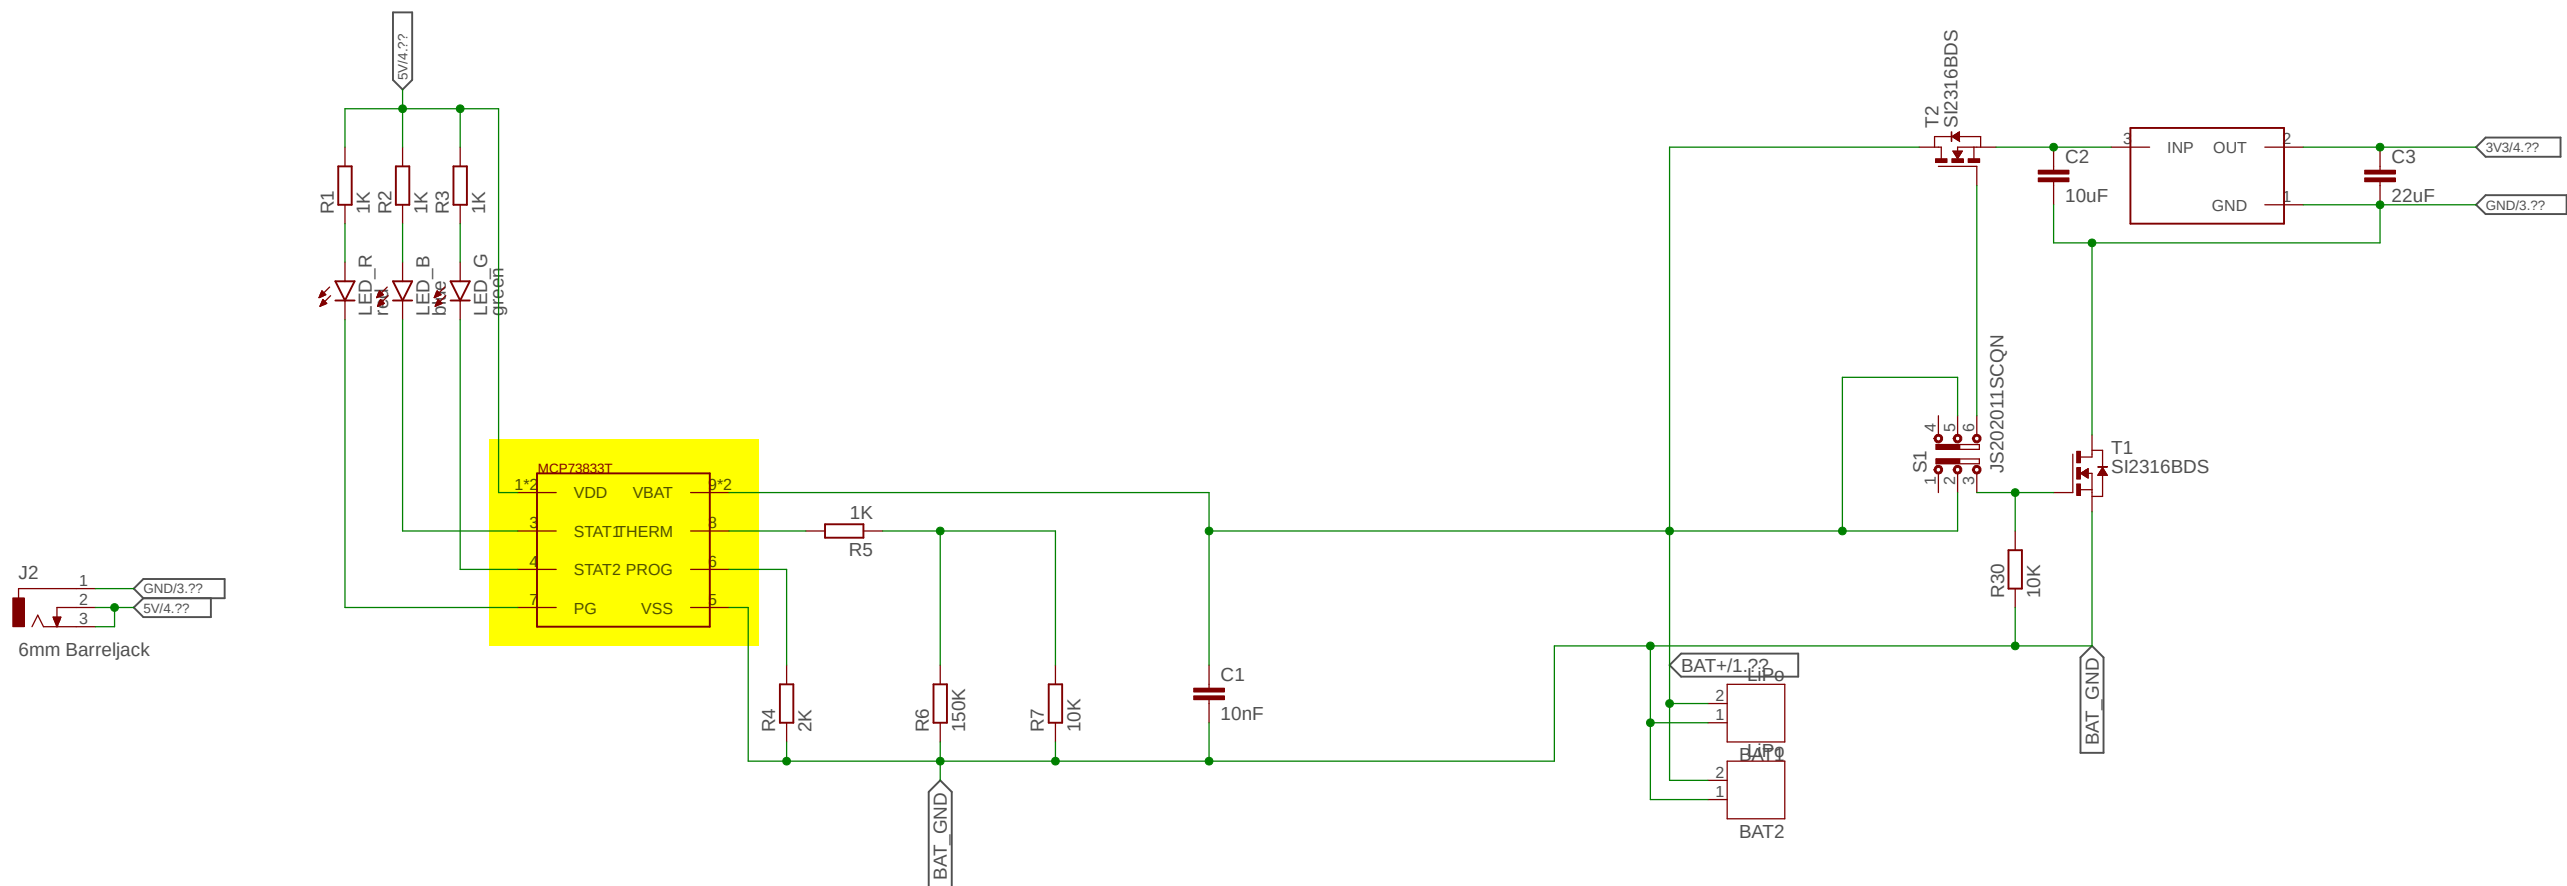 5V/4.??
R1
1K
R2
1K
R3
1K
LED_R
red
LED_B
blue
LED_G
green
MCP73833T
1*2
VDD
VBAT
9*2
3
STAT1
THERM
8
4
STAT2
PROG
6
7
PG
VSS
5
J2
1
2
3
GND/3.??
5V/4.??
6mm Barreljack
1K
R5
R4
2K
R6
150K
R7
10K
C1
10nF
BAT_GND
T2
SI2316BDS
C2
10uF
3
INP
OUT
2
GND
1
C3
22uF
3V3/4.??
GND/3.??
S1
JS202011SCQN
4
5
6
1
2
3
T1
SI2316BDS
R30
10K
BAT+/1.??
LiPo
2
1
BAT1
LiPo
2
1
BAT2
BAT_GND